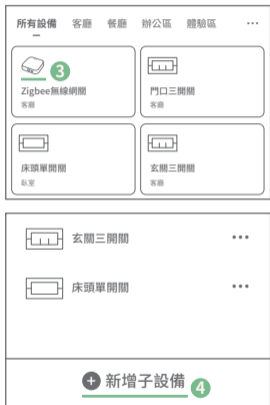 所有設備 客廳 餐廳 辦公區 體驗區 ...
3
Zigbee無線網關
客廳
門口三開關
客廳
床頭單開關
臥室
玄關三開關
客廳
玄關三開關 ...
床頭單開關 ...
+ 新增子設備 4